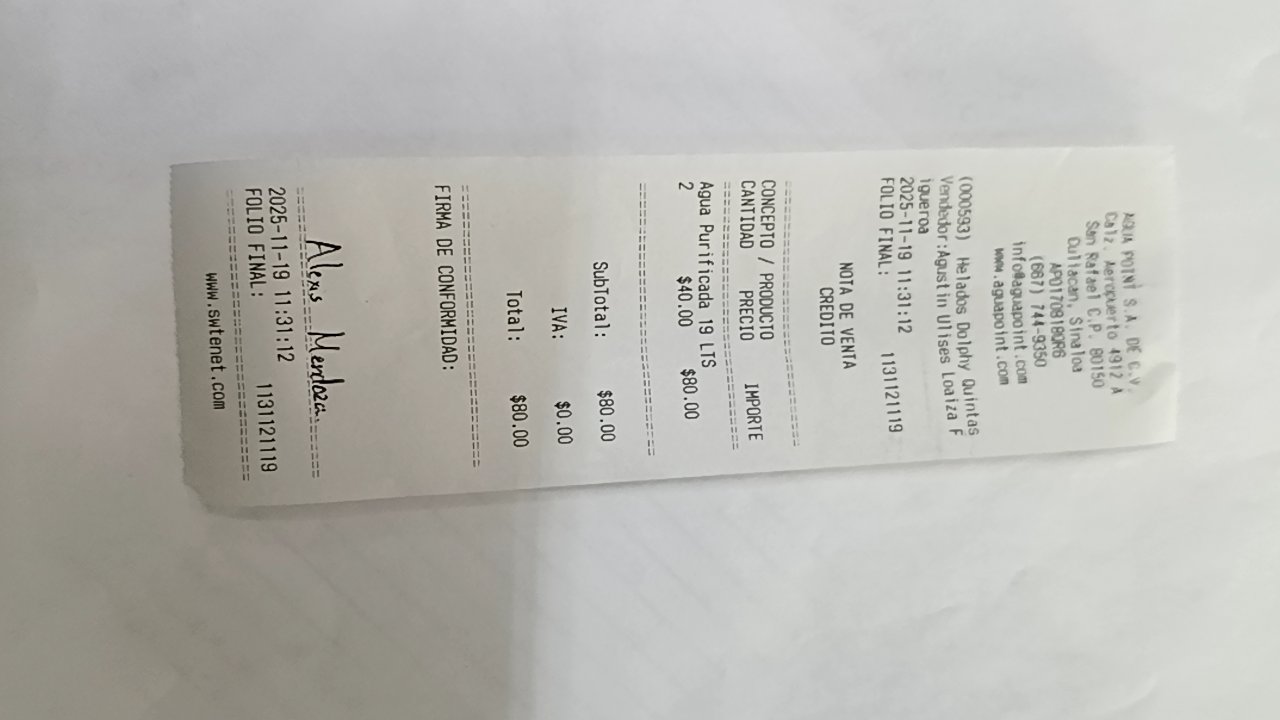 AQUA POINT S.A. DE C.V.
Calz. Aeropuerto 4912 A
San Rafael C.P. 80150
Culiacan, Sinaloa
APO1708180R6
(667) 744-9350
info@aguapoint.com
www.aguapoint.com
(000593) Helados Dolphy Quintas
Vendedor:Agustin Ulises Loaiza F
igueroa
2025-11-19 11:31:12
FOLIO FINAL: 1131121119
NOTA DE VENTA
CREDITO
CONCEPTO / PRODUCTO
CANTIDAD PRECIO IMPORTE
Agua Purificada 19 LTS
2 $40.00 $80.00
SubTotal: $80.00
IVA: $0.00
Total: $80.00
FIRMA DE CONFORMIDAD:
Alexis Mendoza
2025-11-19 11:31:12
FOLIO FINAL: 1131121119
www.swtenet.com